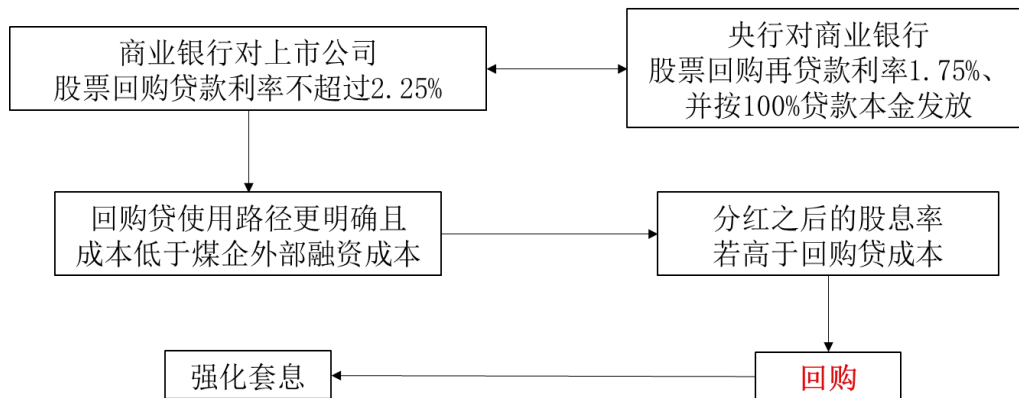 商业银行对上市公司
股票回购贷款利率不超过2.25%
央行对商业银行
股票回购再贷款利率1.75%、
并按100%贷款本金发放
回购贷使用路径更明确且
成本低于煤企外部融资成本
分红之后的股息率
若高于回购贷成本
强化套息
回购